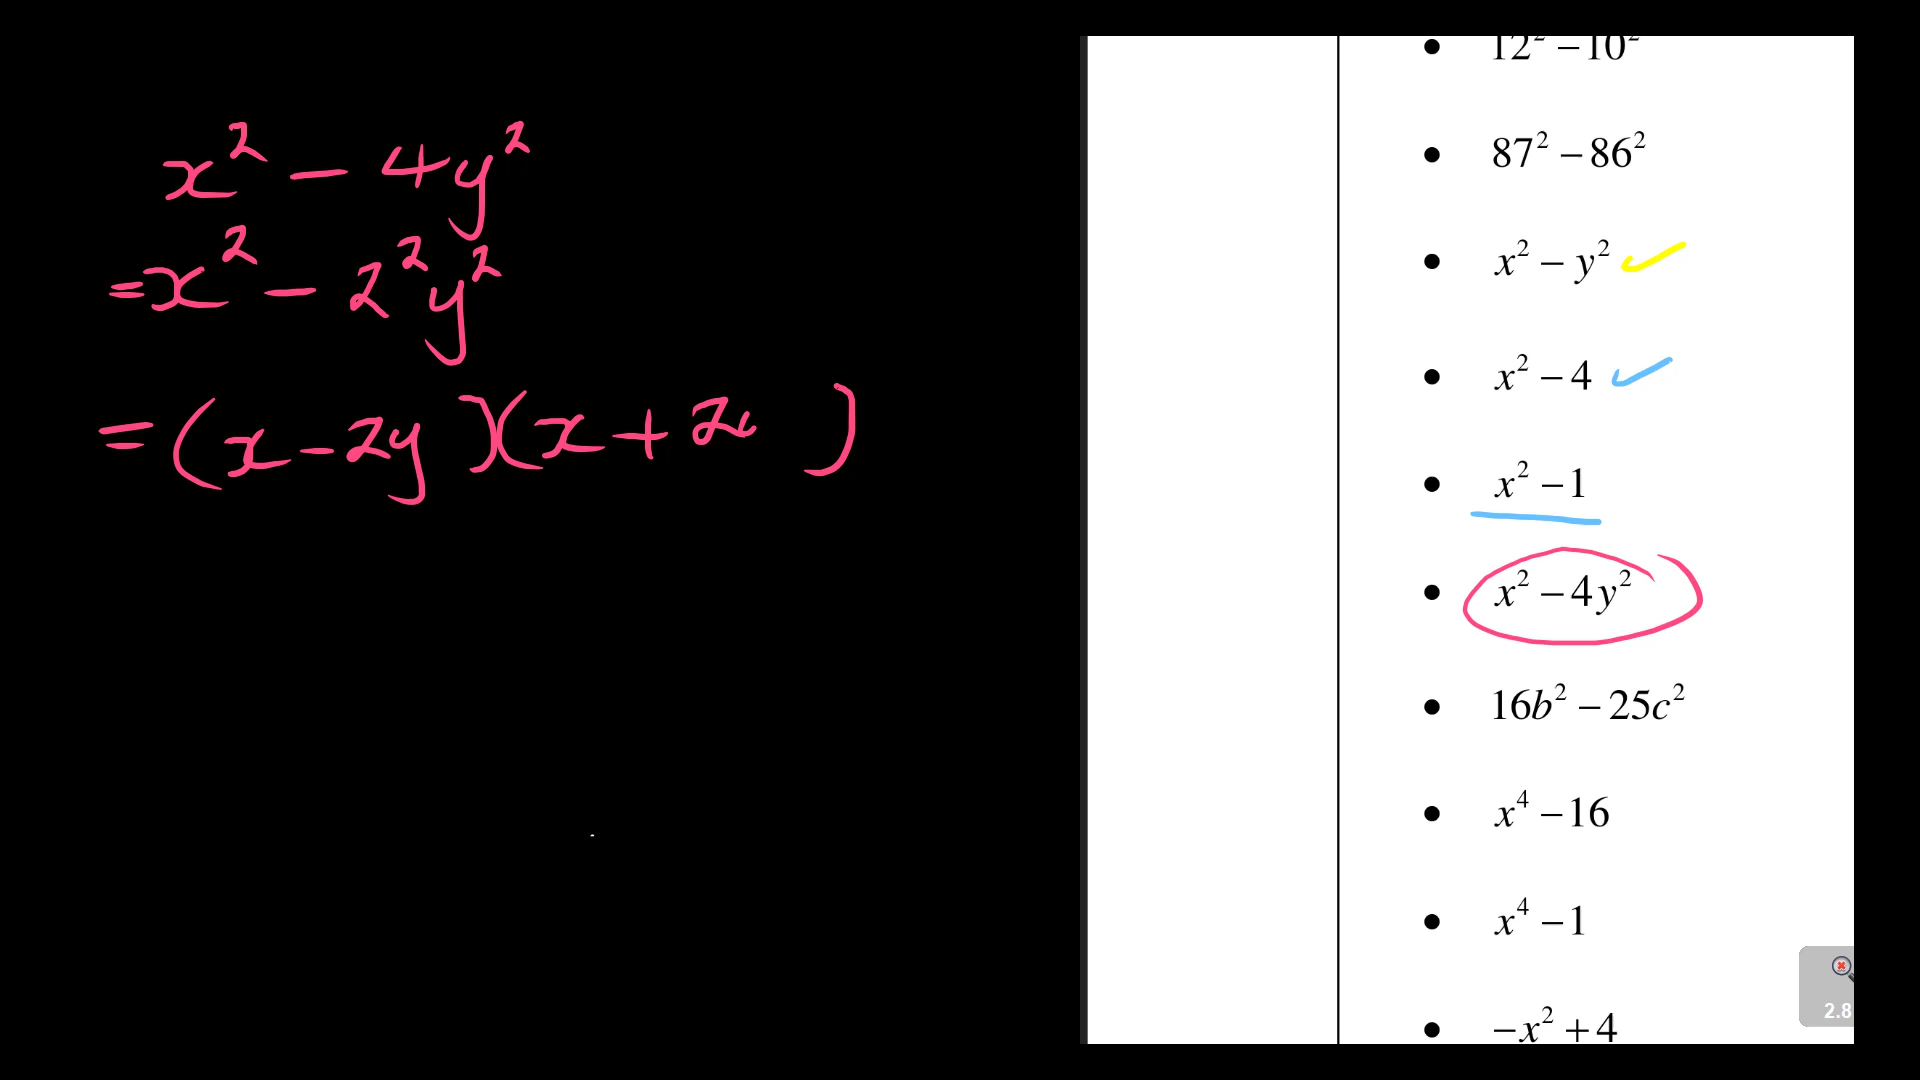 x² − 4y²
= x² − 2²y²
= (x − 2y)(x + 2 )
12² − 10²
• 87² − 86²
• x² − y²
• x² − 4
• x² − 1
• x² − 4y²
• 16b² − 25c²
• x⁴ − 16
• x⁴ − 1
• −x² + 4
2.8